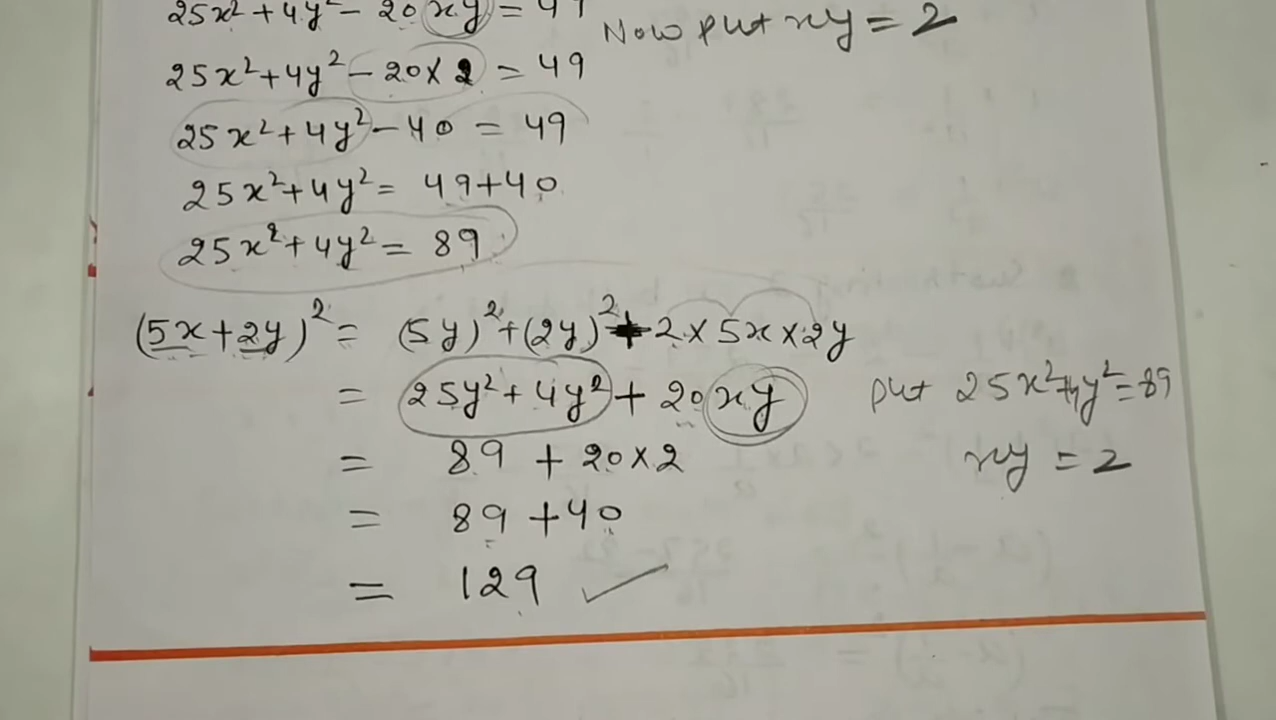 25x² + 4y² - 20xy = 49
Now put xy = 2
25x² + 4y² - 20 × 2 = 49
25x² + 4y² - 40 = 49
25x² + 4y² = 49 + 40
25x² + 4y² = 89
(5x + 2y)² = (5y)² + (2y)² + 2 × 5x × 2y
= 25y² + 4y² + 20xy
put 25x² + 4y² = 89
= 89 + 20 × 2
xy = 2
= 89 + 40
= 129